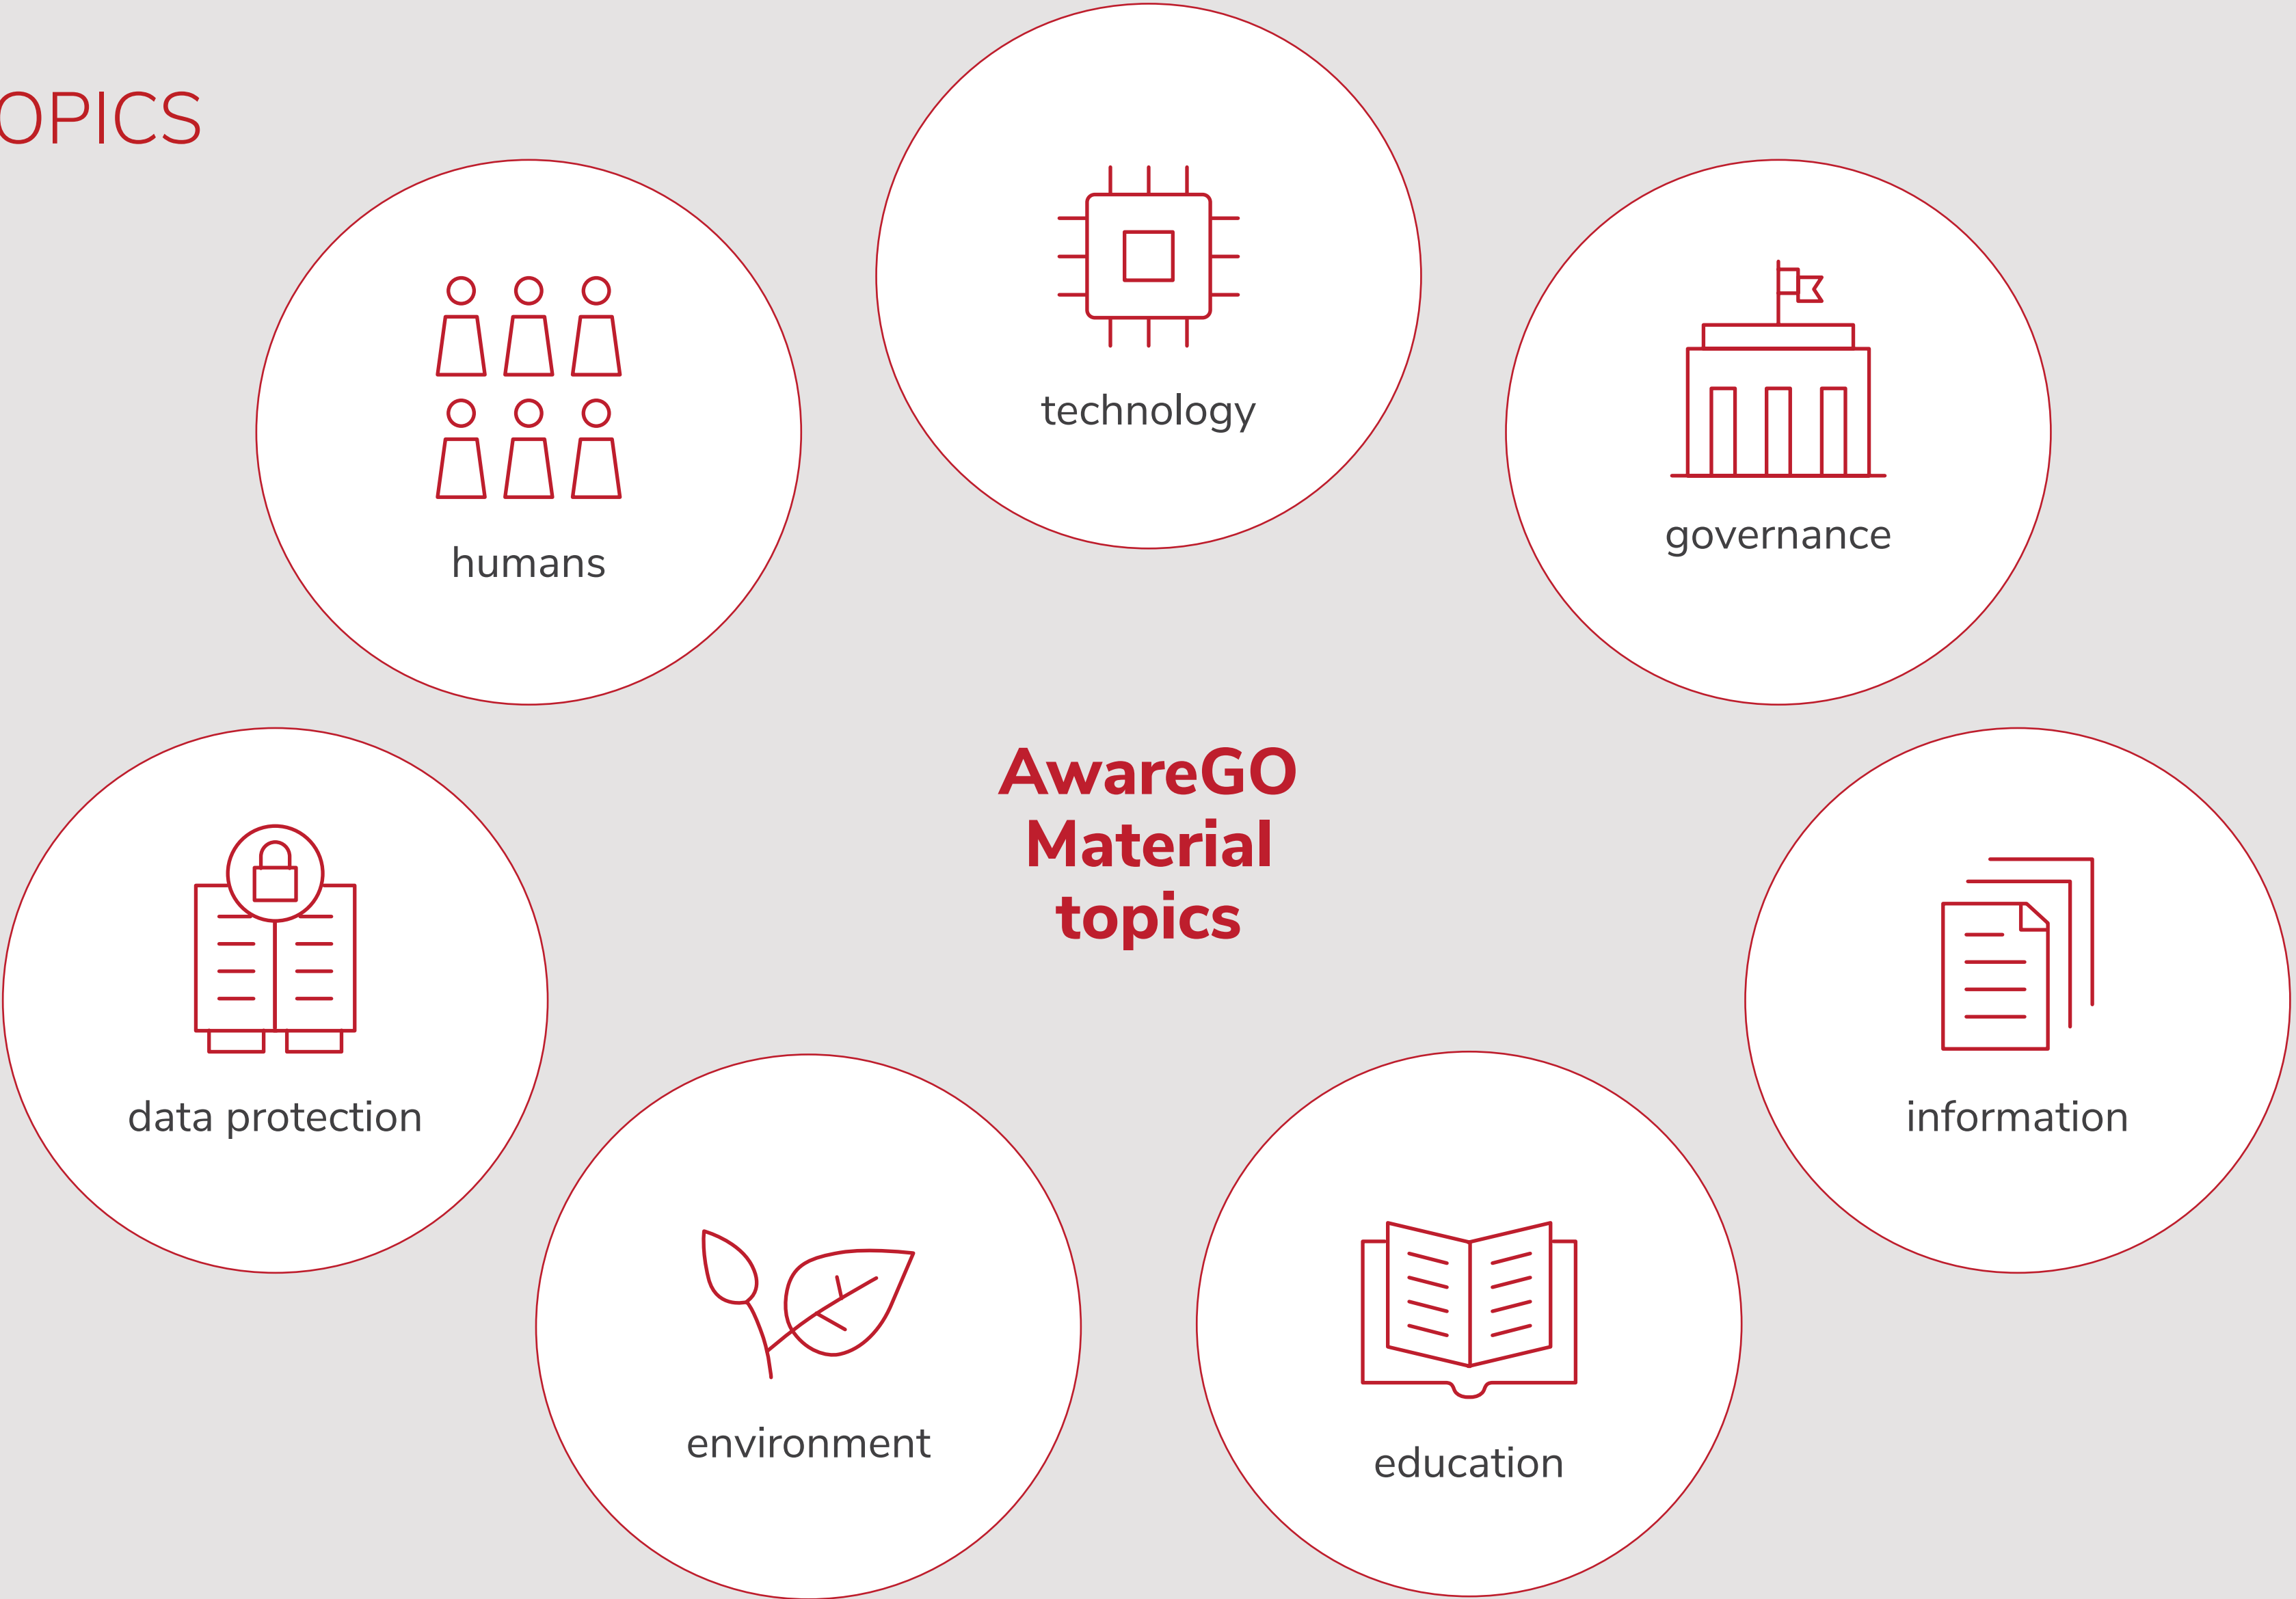 OPICS
technology
humans
governance
AwareGO
Material
topics
data protection
information
environment
education